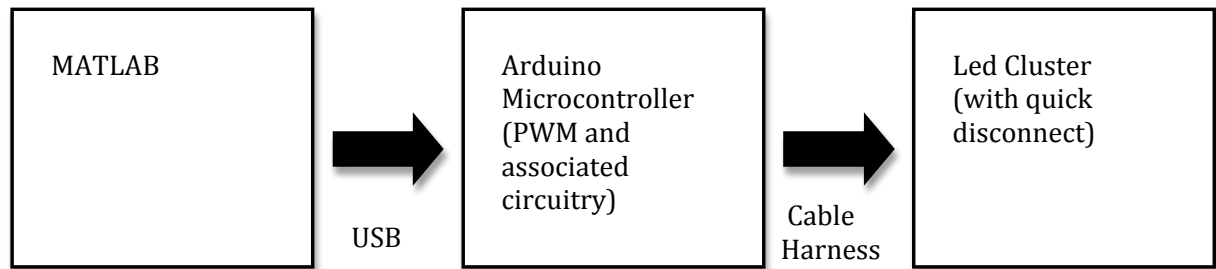 MATLAB
USB
Arduino
Microcontroller
(PWM and
associated
circuitry)
Cable
Harness
Led Cluster
(with quick
disconnect)